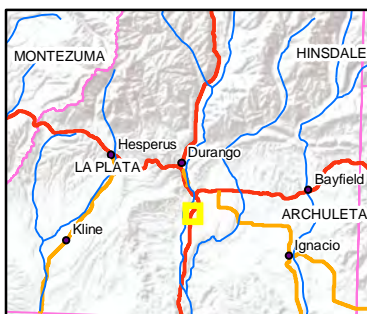 MONTEZUMA
HINSDALE
Hesperus
Durango
LA PLATA
Bayfield
ARCHULETA
Kline
Ignacio